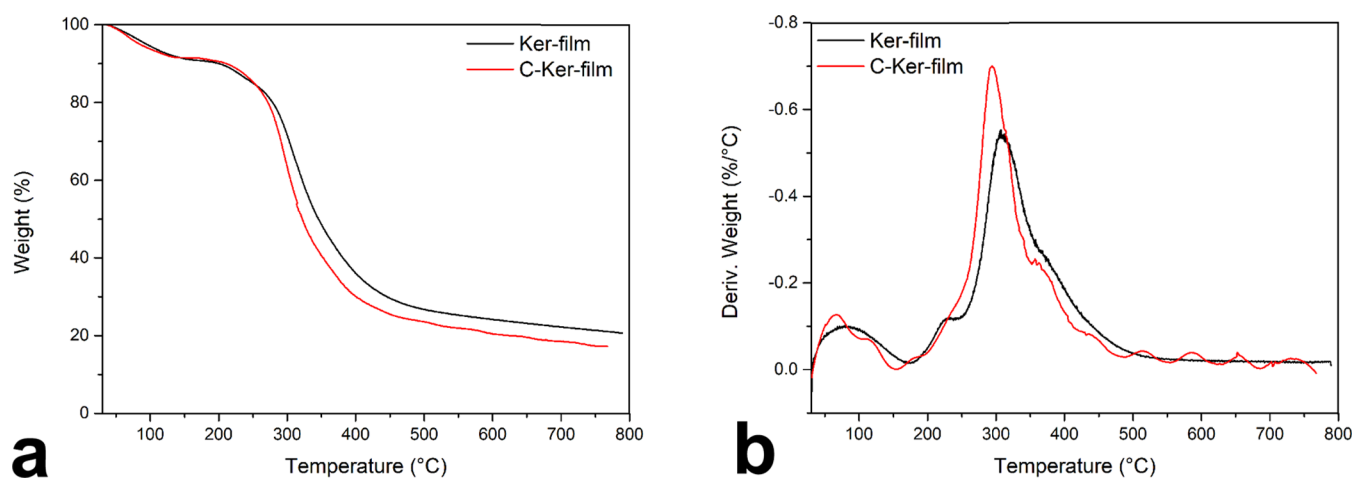 100
80
60
40
20
0
Weight (%)
Ker-film
C-Ker-film
100 200 300 400 500 600 700 800
Temperature (°C)
a
-0.8
-0.6
-0.4
-0.2
0.0
Deriv. Weight (%/°C)
Ker-film
C-Ker-film
100 200 300 400 500 600 700 800
Temperature (°C)
b